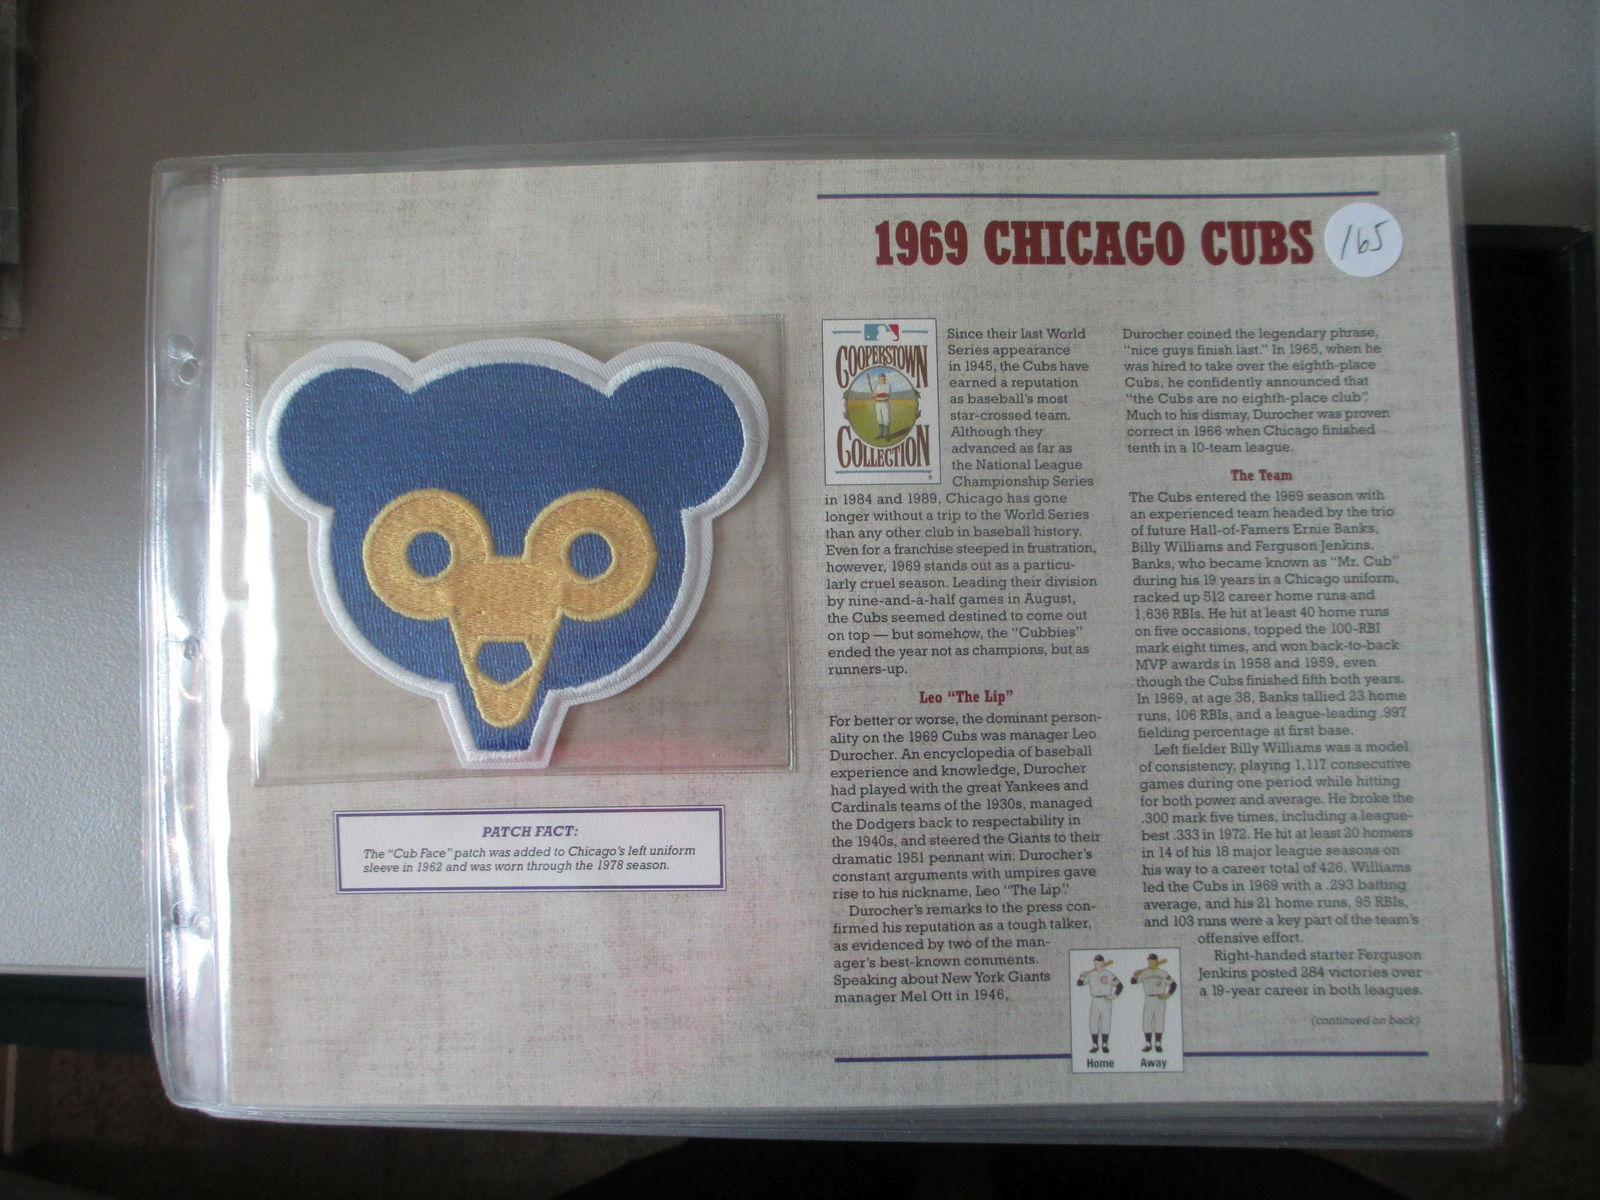 1969 CHICAGO CUBS
165
COOPERSTOWN
COLLECTION
Since their last World
Series appearance
in 1945, the Cubs have
earned a reputation
as baseball's most
star-crossed team.
Although they
advanced as far as
the National League
Championship Series
in 1984 and 1989, Chicago has gone
longer without a trip to the World Series
than any other club in baseball history.
Even for a franchise steeped in frustration,
however, 1969 stands out as a particu-
larly cruel season. Leading their division
by nine-and-a-half games in August,
the Cubs seemed destined to come out
on top — but somehow, the "Cubbies"
ended the year not as champions, but as
runners-up.
Leo "The Lip"
For better or worse, the dominant person-
ality on the 1969 Cubs was manager Leo
Durocher. An encyclopedia of baseball
experience and knowledge, Durocher
had played with the great Yankees and
Cardinals teams of the 1930s, managed
the Dodgers back to respectability in
the 1940s, and steered the Giants to their
dramatic 1951 pennant win. Durocher's
constant arguments with umpires gave
rise to his nickname, Leo "The Lip."
Durocher's remarks to the press con-
firmed his reputation as a tough talker,
as evidenced by two of the man-
ager's best-known comments.
Speaking about New York Giants
manager Mel Ott in 1946,
Durocher coined the legendary phrase,
"nice guys finish last." In 1965, when he
was hired to take over the eighth-place
Cubs, he confidently announced that
"the Cubs are no eighth-place club".
Much to his dismay, Durocher was proven
correct in 1966 when Chicago finished
tenth in a 10-team league.
The Team
The Cubs entered the 1969 season with
an experienced team headed by the trio
of future Hall-of-Famers Ernie Banks,
Billy Williams and Ferguson Jenkins.
Banks, who became known as "Mr. Cub"
during his 19 years in a Chicago uniform,
racked up 512 career home runs and
1,636 RBIs. He hit at least 40 home runs
on five occasions, topped the 100-RBI
mark eight times, and won back-to-back
MVP awards in 1958 and 1959, even
though the Cubs finished fifth both years.
In 1969, at age 38, Banks tallied 23 home
runs, 106 RBIs, and a league-leading .997
fielding percentage at first base.
Left fielder Billy Williams was a model
of consistency, playing 1,117 consecutive
games during one period while hitting
for both power and average. He broke the
.300 mark five times, including a league-
best .333 in 1972. He hit at least 20 homers
in 14 of his 18 major league seasons on
his way to a career total of 426. Williams
led the Cubs in 1969 with a .293 batting
average, and his 21 home runs, 95 RBIs,
and 103 runs were a key part of the team's
offensive effort.
Right-handed starter Ferguson
Jenkins posted 284 victories over
a 19-year career in both leagues.
(continued on back)
Home Away
PATCH FACT:
The "Cub Face" patch was added to Chicago's left uniform
sleeve in 1962 and was worn through the 1978 season.